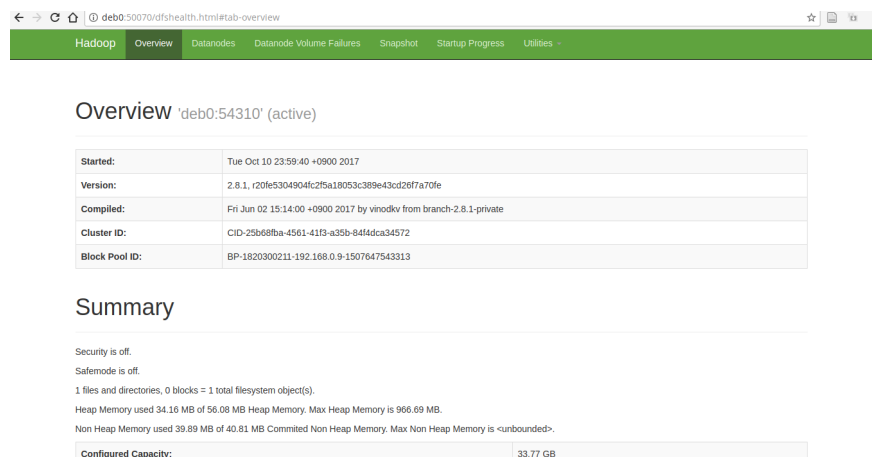 deb0:50070/dfshealth.html#tab-overview
Hadoop Overview Datanodes Datanode Volume Failures Snapshot Startup Progress Utilities
Overview 'deb0:54310' (active)
Started: Tue Oct 10 23:59:40 +0900 2017
Version: 2.8.1, r20fe5304904fc2f5a18053c389e43cd26f7a70fe
Compiled: Fri Jun 02 15:14:00 +0900 2017 by vinodkv from branch-2.8.1-private
Cluster ID: CID-25b68fba-4561-41f3-a35b-84f4dca34572
Block Pool ID: BP-1820300211-192.168.0.9-1507647543313
Summary
Security is off.
Safemode is off.
1 files and directories, 0 blocks = 1 total filesystem object(s).
Heap Memory used 34.16 MB of 56.08 MB Heap Memory. Max Heap Memory is 966.69 MB.
Non Heap Memory used 39.89 MB of 40.81 MB Commited Non Heap Memory. Max Non Heap Memory is <unbounded>.
Configured Capacity: 33.77 GB